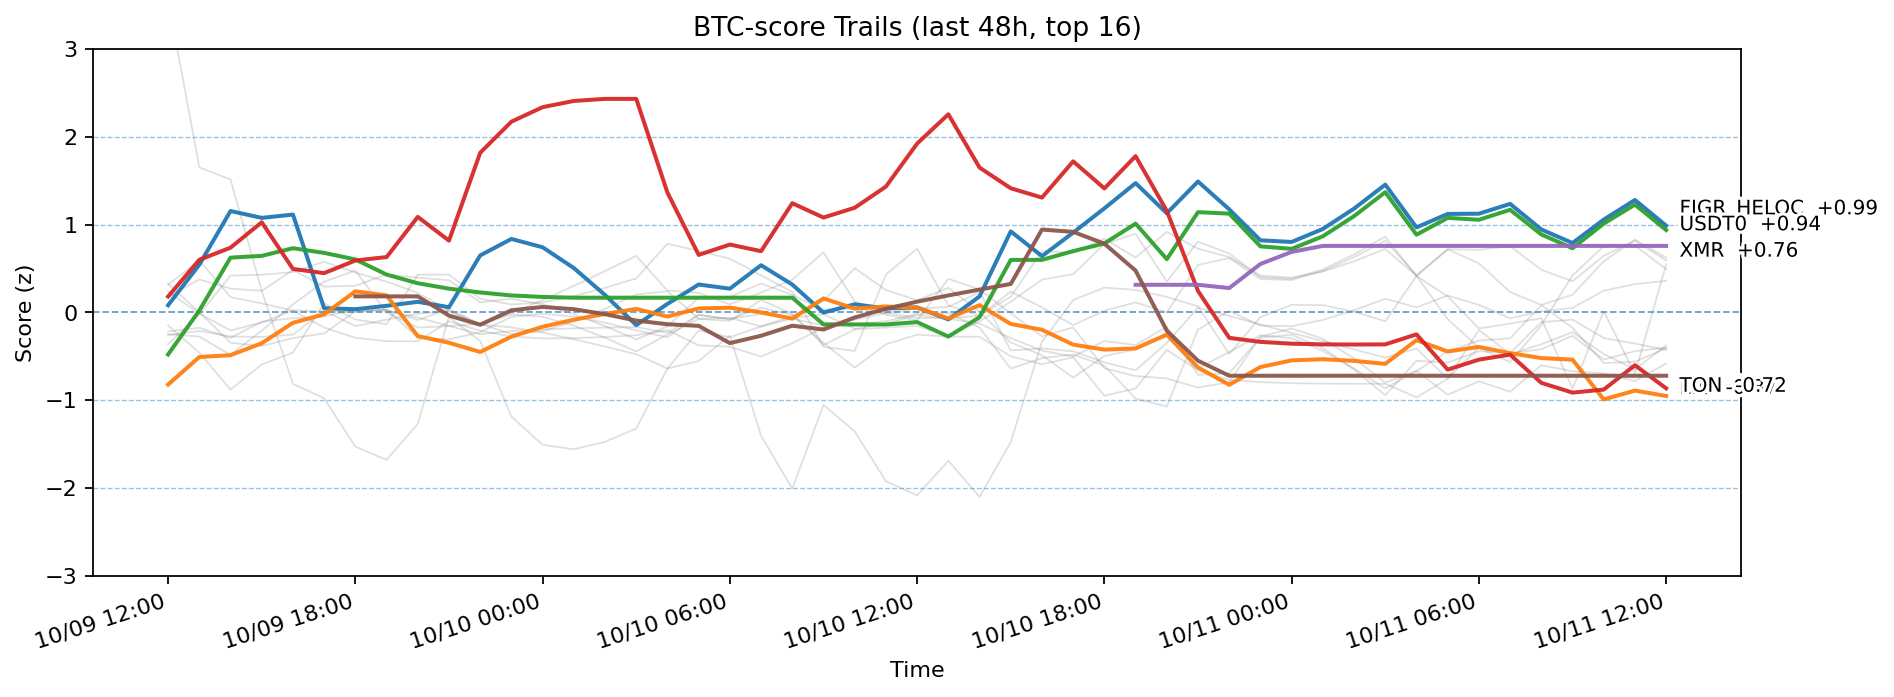 BTC-score Trails (last 48h, top 16)
3
2
1
0
−1
−2
−3
Score (z)
FIGR_HELOC +0.99
USDT0 +0.94
XMR +0.76
TON -0.72
10/09 12:00
10/09 18:00
10/10 00:00
10/10 06:00
10/10 12:00
10/10 18:00
10/11 00:00
10/11 06:00
10/11 12:00
Time